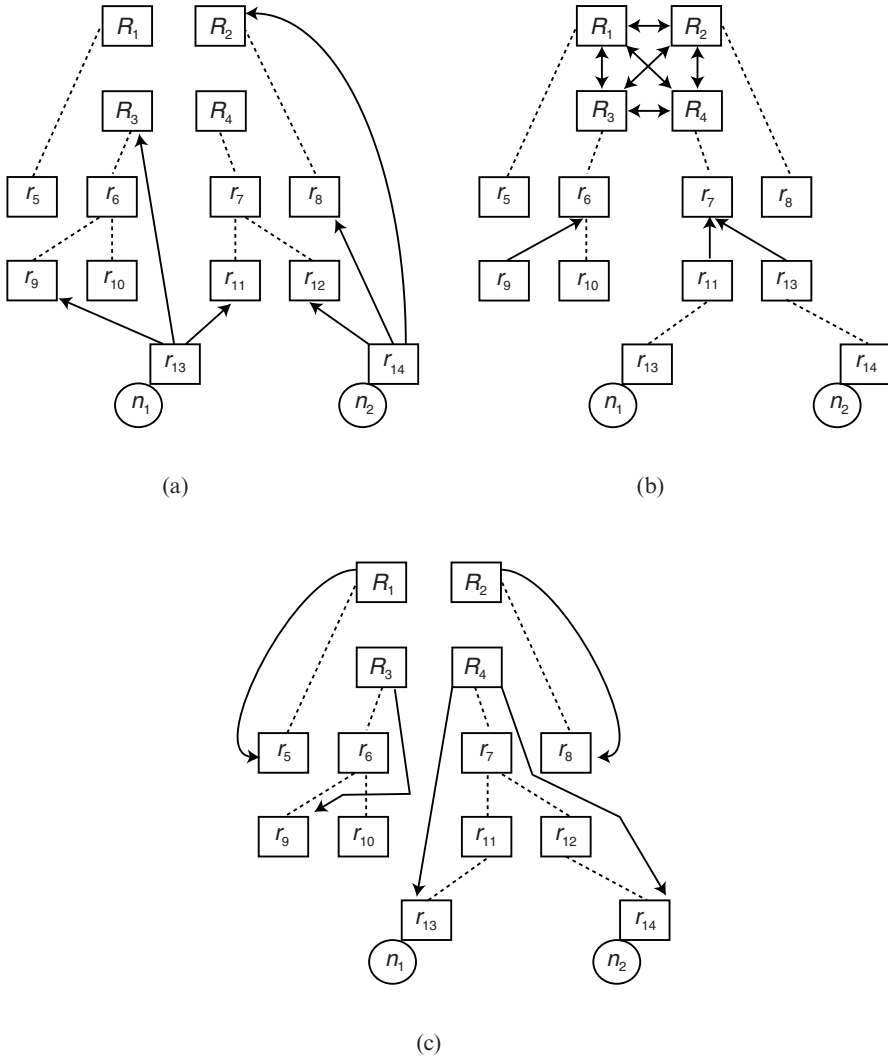 R₁ R₂ R₁ R₂
R₃ R₄ R₃ R₄
r₅ r₆ r₇ r₈ r₅ r₆ r₇ r₈
r₉ r₁₀ r₁₁ r₁₂ r₉ r₁₀ r₁₁ r₁₃
r₁₃ r₁₄ r₁₃ r₁₄
n₁ n₂ n₁ n₂
(a) (b)
R₁ R₂
R₃ R₄
r₅ r₆ r₇ r₈
r₉ r₁₀ r₁₁ r₁₂
r₁₃ r₁₄
n₁ n₂
(c)